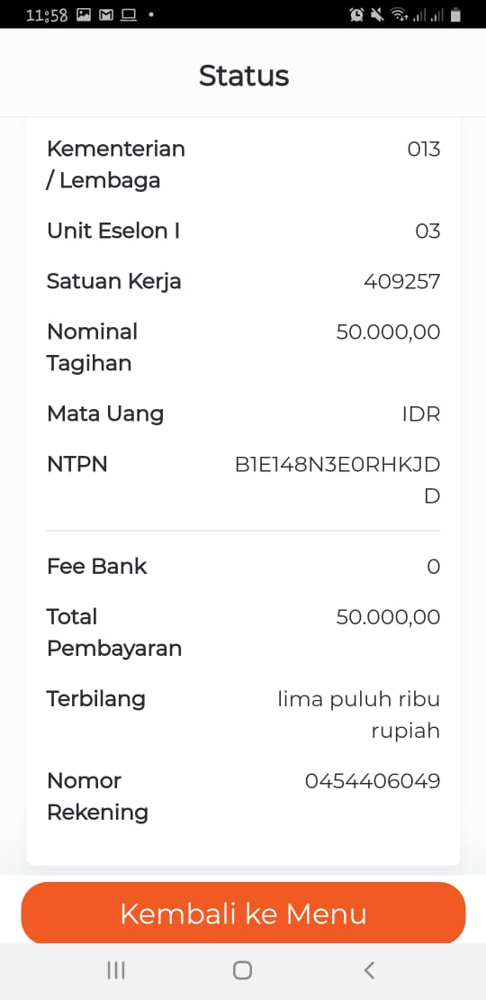 11:58
Status
Kementerian
/ Lembaga
013
Unit Eselon I
03
Satuan Kerja
409257
Nominal
Tagihan
50.000,00
Mata Uang
IDR
NTPN
B1E148N3E0RHKJD
D
Fee Bank
0
Total
Pembayaran
50.000,00
Terbilang
lima puluh ribu
rupiah
Nomor
Rekening
0454406049
Kembali ke Menu